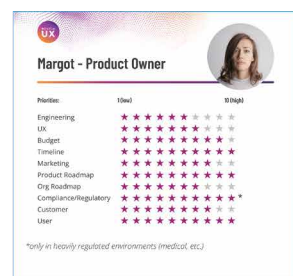 UX
Margot - Product Owner
Priorities: 1 (low) 10 (high)
Engineering
UX
Budget
Timeline
Marketing
Product Roadmap
Org Roadmap
Compliance/Regulatory *
Customer
User
*only in heavily regulated environments (medical, etc.)